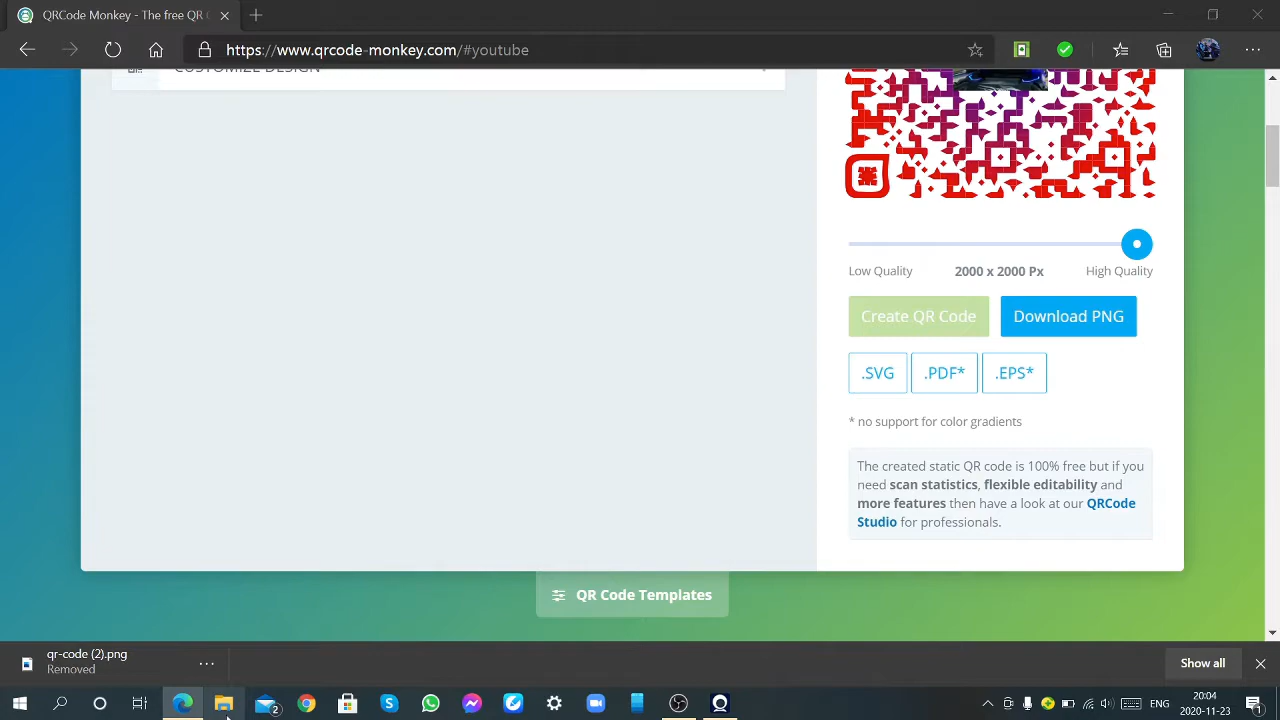 QRCode Monkey - The free QR C
https://www.qrcode-monkey.com/#youtube
CUSTOMIZE DESIGN
Low Quality
2000 x 2000 Px
High Quality
Create QR Code
Download PNG
.SVG
.PDF*
.EPS*
* no support for color gradients
The created static QR code is 100% free but if you
need scan statistics, flexible editability and
more features then have a look at our QRCode
Studio for professionals.
QR Code Templates
qr-code (2).png
Removed
Show all
2
ENG
20:04
2020-11-23